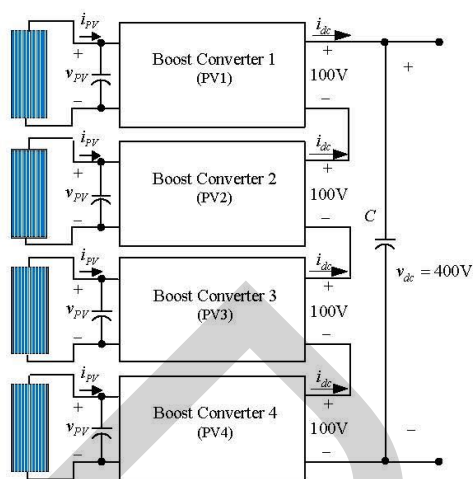 i_PV
i_dc
+
Boost Converter 1
+
+
v_PV
(PV1)
100V
–
–
i_PV
i_dc
+
Boost Converter 2
+
v_PV
(PV2)
100V
–
–
C
i_PV
i_dc
v_dc = 400V
+
Boost Converter 3
+
v_PV
(PV3)
100V
–
–
i_PV
i_dc
+
Boost Converter 4
+
v_PV
(PV4)
100V
–
–
–